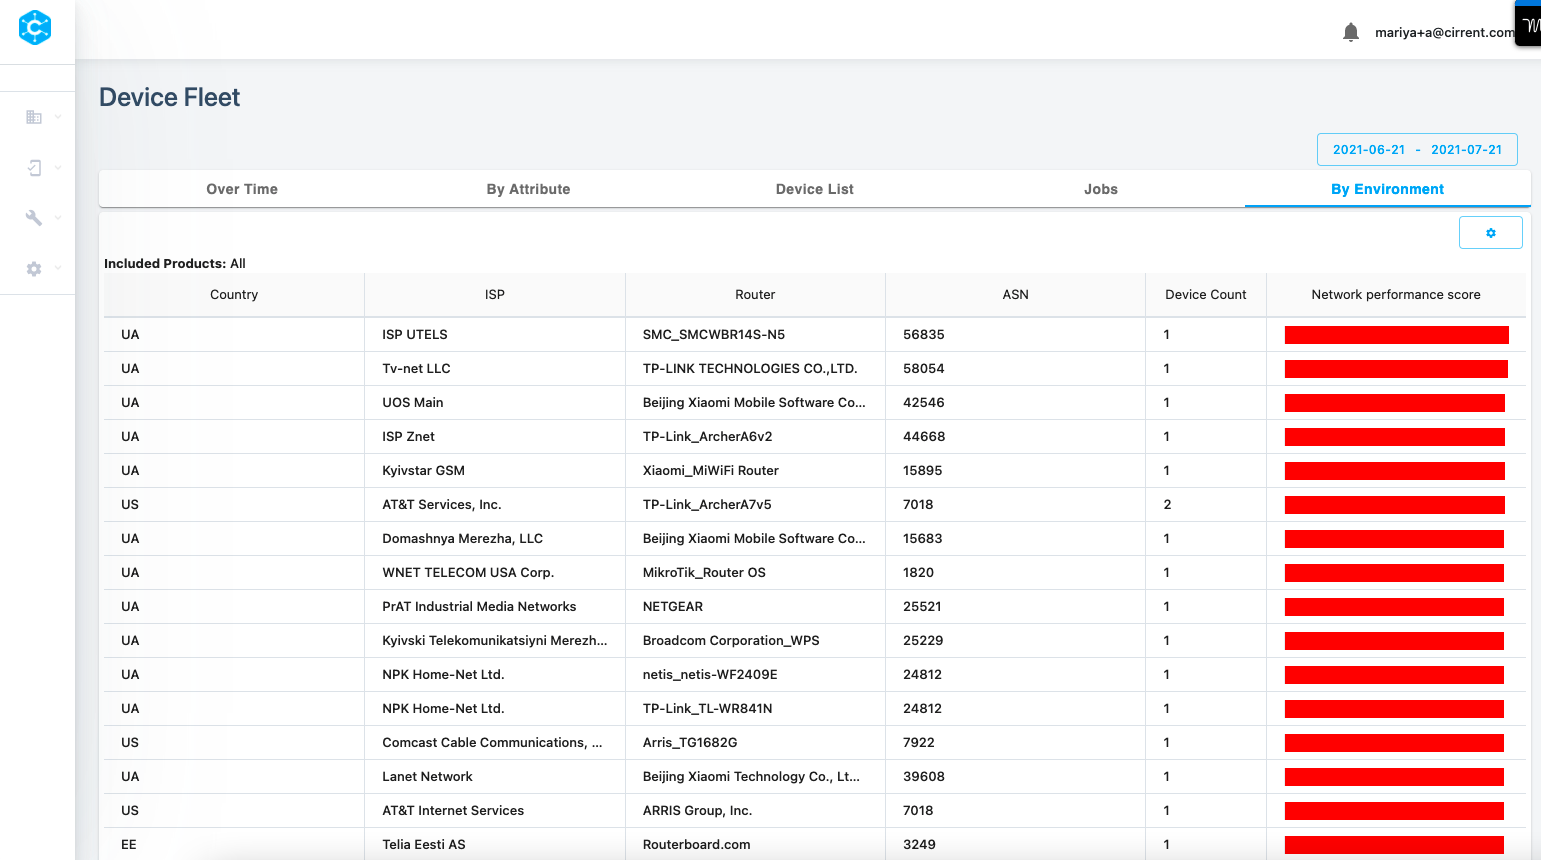 mariya+a@cirrent.com
Device Fleet
2021-06-21 - 2021-07-21
Over Time By Attribute Device List Jobs By Environment
Included Products: All
Country ISP Router ASN Device Count Network performance score
UA ISP UTELS SMC_SMCWBR14S-N5 56835 1
UA Tv-net LLC TP-LINK TECHNOLOGIES CO.,LTD. 58054 1
UA UOS Main Beijing Xiaomi Mobile Software Co... 42546 1
UA ISP Znet TP-Link_ArcherA6v2 44668 1
UA Kyivstar GSM Xiaomi_MiWiFi Router 15895 1
US AT&T Services, Inc. TP-Link_ArcherA7v5 7018 2
UA Domashnya Merezha, LLC Beijing Xiaomi Mobile Software Co... 15683 1
UA WNET TELECOM USA Corp. MikroTik_Router OS 1820 1
UA PrAT Industrial Media Networks NETGEAR 25521 1
UA Kyivski Telekomunikatsiyni Merezh... Broadcom Corporation_WPS 25229 1
UA NPK Home-Net Ltd. netis_netis-WF2409E 24812 1
UA NPK Home-Net Ltd. TP-Link_TL-WR841N 24812 1
US Comcast Cable Communications, ... Arris_TG1682G 7922 1
UA Lanet Network Beijing Xiaomi Technology Co., Lt... 39608 1
US AT&T Internet Services ARRIS Group, Inc. 7018 1
EE Telia Eesti AS Routerboard.com 3249 1